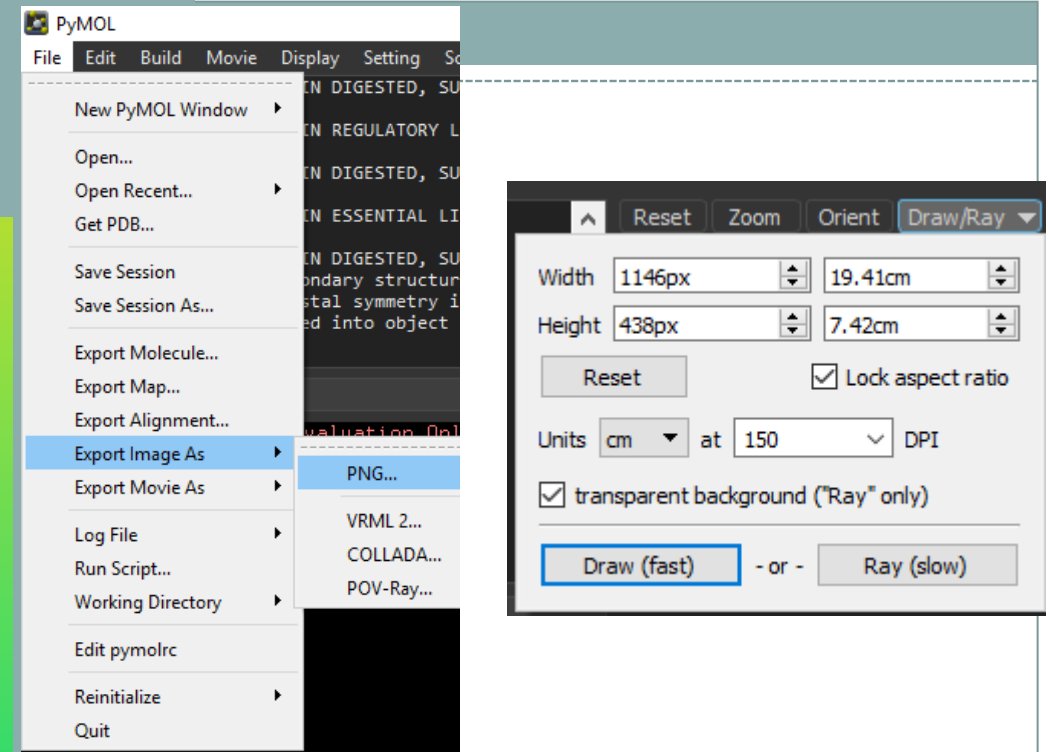 PyMOL
File Edit Build Movie Display Setting
IN DIGESTED, SU
New PyMOL Window
IN REGULATORY L
Open...
IN DIGESTED, SU
Open Recent...
IN ESSENTIAL LI
Get PDB...
IN DIGESTED, SU
Save Session
ondary structur
Save Session As...
stal symmetry i
ed into object
Export Molecule...
Export Map...
Export Alignment...
valuation Onl
Export Image As
PNG...
Export Movie As
VRML 2...
Log File
COLLADA...
Run Script...
POV-Ray...
Working Directory
Edit pymolrc
Reinitialize
Quit
Reset Zoom Orient Draw/Ray
Width 1146px 19.41cm
Height 438px 7.42cm
Reset Lock aspect ratio
Units cm at 150 DPI
transparent background ("Ray" only)
Draw (fast) - or - Ray (slow)